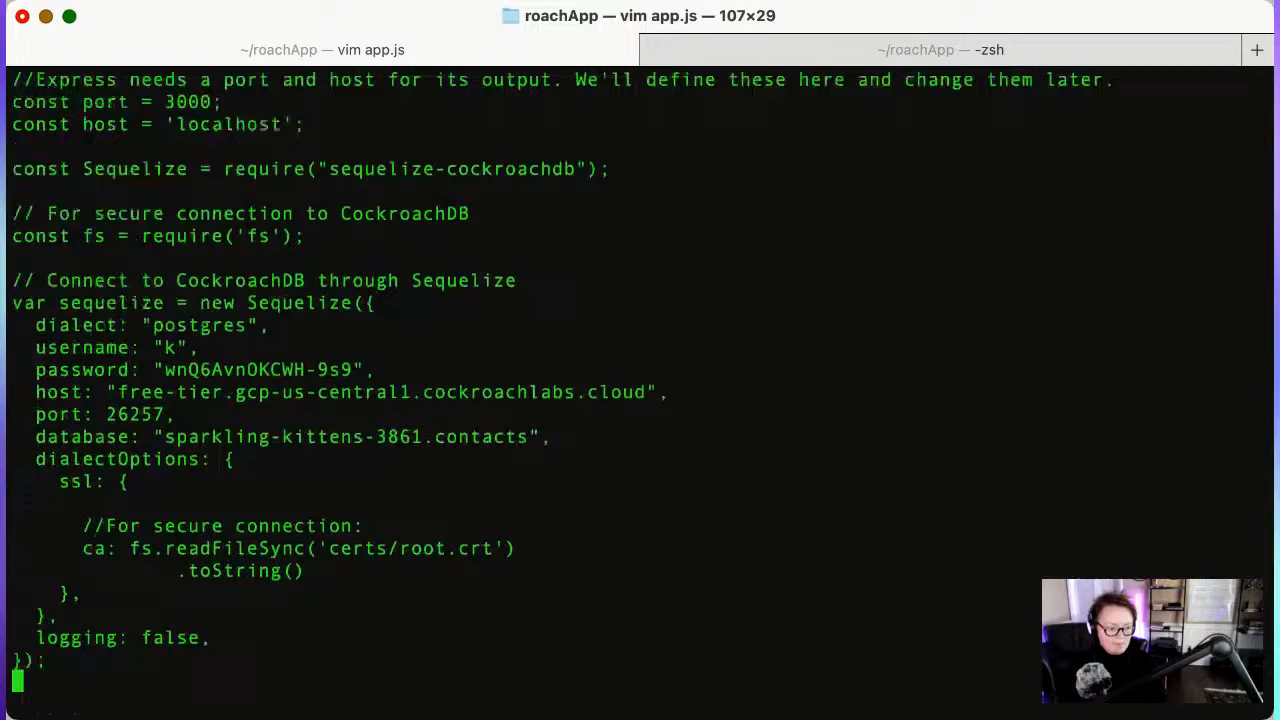 roachApp — vim app.js — 107×29
~/roachApp — vim app.js
~/roachApp — -zsh
+
//Express needs a port and host for its output. We'll define these here and change them later.
const port = 3000;
const host = 'localhost';
const Sequelize = require("sequelize-cockroachdb");
// For secure connection to CockroachDB
const fs = require('fs');
// Connect to CockroachDB through Sequelize
var sequelize = new Sequelize({
  dialect: "postgres",
  username: "k",
  password: "wnQ6AvnOKCWH-9s9",
  host: "free-tier.gcp-us-central1.cockroachlabs.cloud",
  port: 26257,
  database: "sparkling-kittens-3861.contacts",
  dialectOptions: {
    ssl: {
      //For secure connection:
      ca: fs.readFileSync('certs/root.crt')
              .toString()
    },
  },
  logging: false,
});